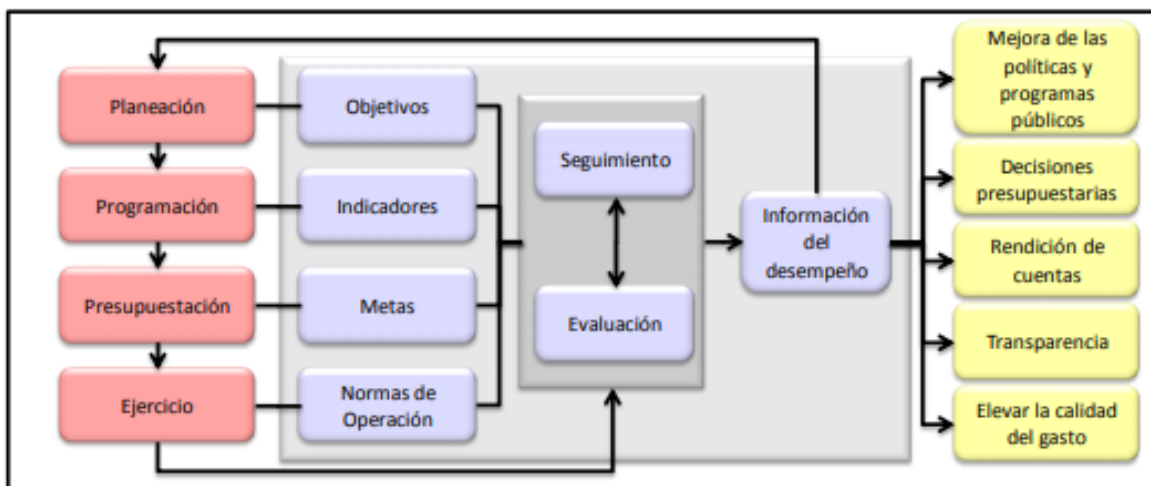 Planeación
Programación
Presupuestación
Ejercicio
Objetivos
Indicadores
Metas
Normas de
Operación
Seguimiento
Evaluación
Información
del
desempeño
Mejora de las
políticas y
programas
públicos
Decisiones
presupuestarias
Rendición de
cuentas
Transparencia
Elevar la calidad
del gasto